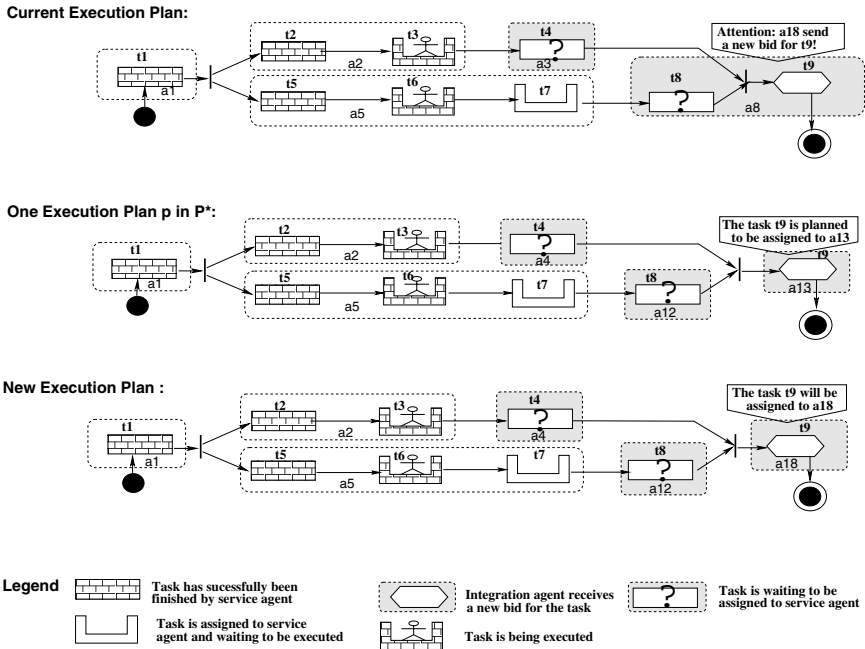 Current Execution Plan:
Attention: a18 send
a new bid for t9!
t1
t2
t3
t4
t9
a1
a2
a3
t5
t6
t7
t8
a5
a8
One Execution Plan p in P*:
The task t9 is planned
to be assigned to a13
t1
t2
t3
t4
t9
a1
a2
a4
t5
t6
t7
t8
a13
a5
a12
New Execution Plan :
The task t9 will be
assigned to a18
t1
t2
t3
t4
t9
a1
a2
a4
t5
t6
t7
t8
a18
a5
a12
Legend
Task has sucessfully been
finished by service agent
Integration agent receives
a new bid for the task
Task is waiting to be
assigned to service agent
Task is assigned to service
agent and waiting to be executed
Task is being executed